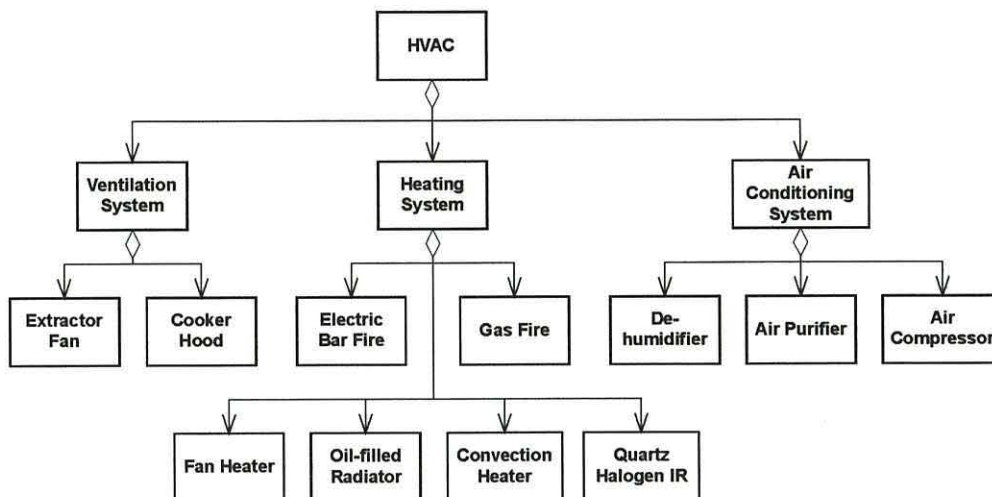 HVAC
Ventilation
System
Heating
System
Air
Conditioning
System
Extractor
Fan
Cooker
Hood
Electric
Bar Fire
Gas Fire
De-
humidifier
Air Purifier
Air
Compressor
Fan Heater
Oil-filled
Radiator
Convection
Heater
Quartz
Halogen IR